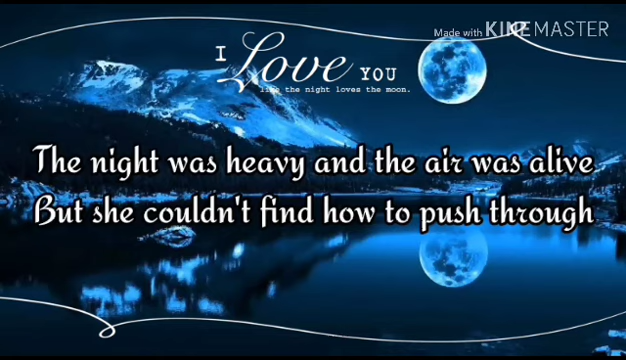 Made with KINEMASTER
I Love YOU
like the night loves the moon.
The night was heavy and the air was alive
But she couldn't find how to push through